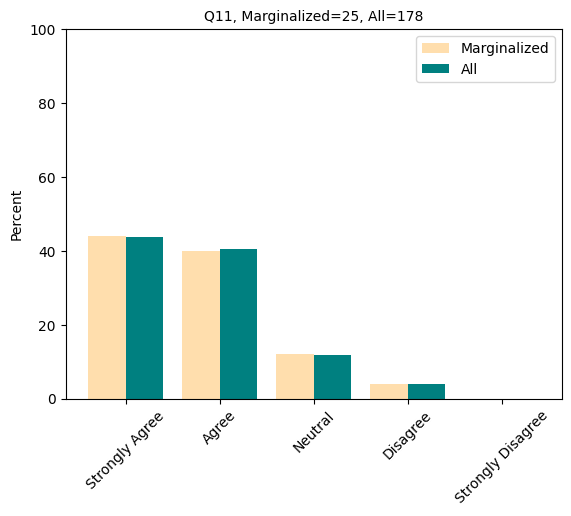 Q11, Marginalized=25, All=178
100
80
60
40
20
0
Percent
Marginalized
All
Strongly Agree
Agree
Neutral
Disagree
Strongly Disagree